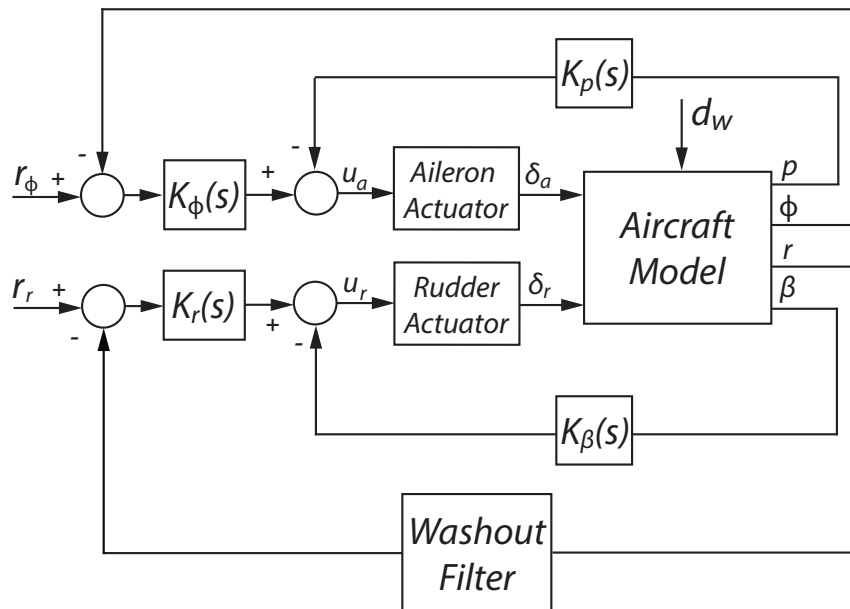 K_p(s)
d_w
-
-
r_ϕ
+
K_ϕ(s)
+
u_a
Aileron
Actuator
δ_a
Aircraft
Model
p
ϕ
r
β
r_r
+
-
K_r(s)
+
-
u_r
Rudder
Actuator
δ_r
K_β(s)
Washout
Filter